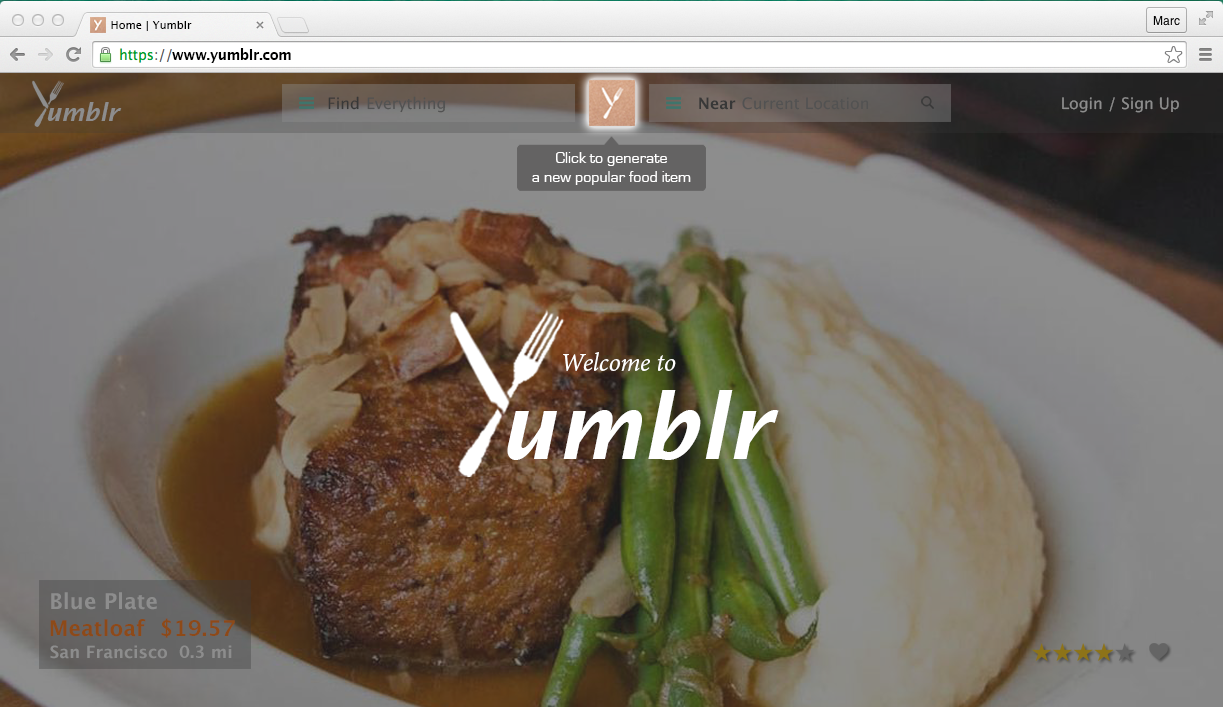 Home | Yumblr
Marc
https://www.yumblr.com
Yumblr
Find Everything
Y
Near Current Location
Login / Sign Up
Click to generate
a new popular food item
Welcome to
Yumblr
Blue Plate
Meatloaf $19.57
San Francisco 0.3 mi